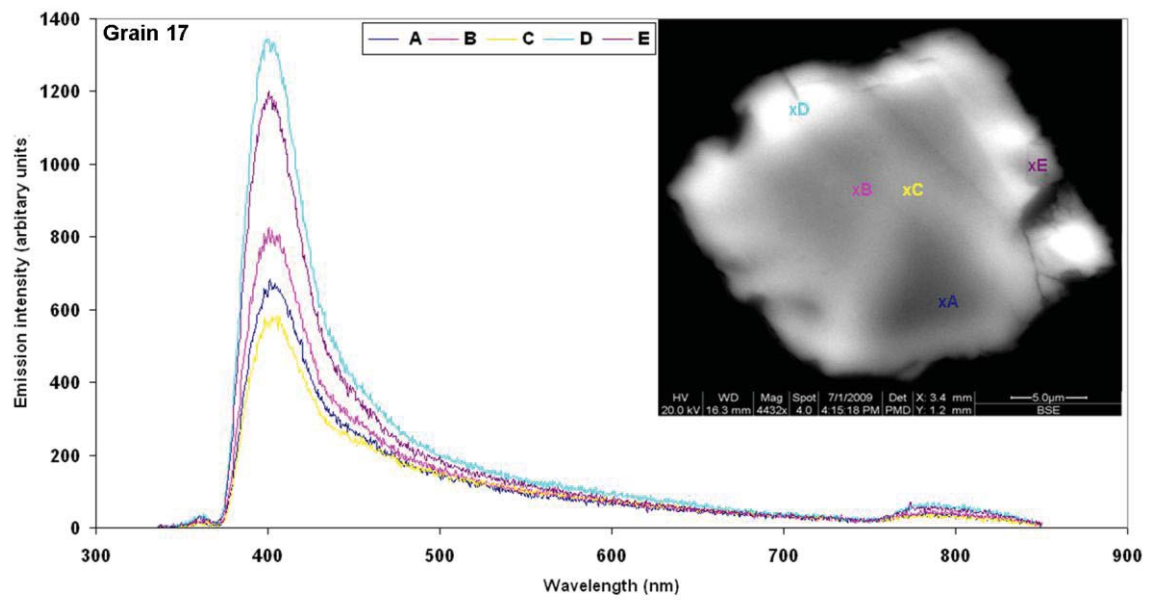 Grain 17
A B C D E
Emission intensity (arbitary units
1400
1200
1000
800
600
400
200
0
300 400 500 600 700 800 900
Wavelength (nm)
xD
xE
xB xC
xA
HV WD Mag Spot 7/1/2009 Det X: 3.4 mm 5.0µm
20.0 kV 16.3 mm 4432x 4.0 4:15:18 PM PMD Y: 1.2 mm BSE